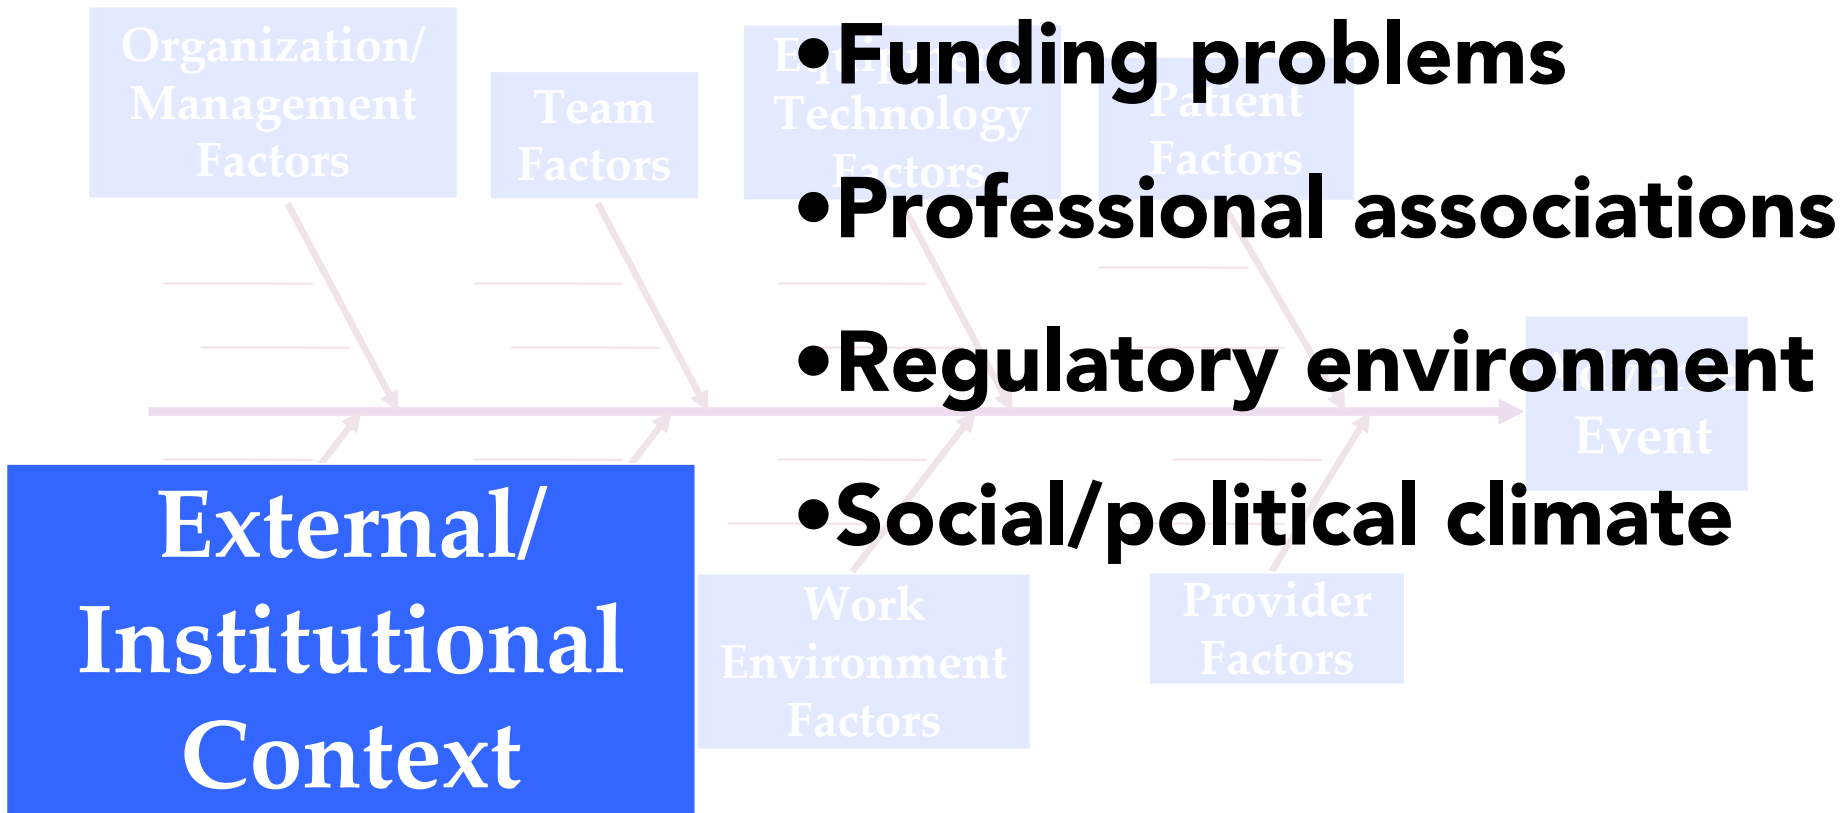 Organization/
Management
Factors
Team
Factors
Technology
Factors
Patient
Factors
•Funding problems
•Professional associations
•Regulatory environment
•Social/political climate
Event
External/
Institutional
Context
Work
Environment
Factors
Provider
Factors